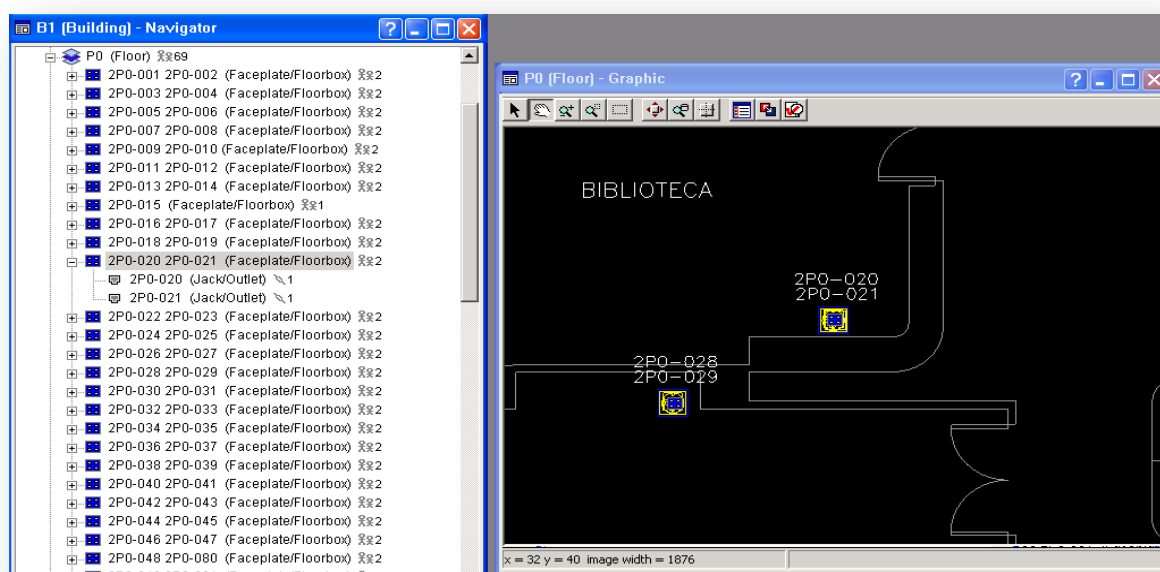 B1 (Building) - Navigator
P0 (Floor) 69
2P0-001 2P0-002 (Faceplate/Floorbox) 2
2P0-003 2P0-004 (Faceplate/Floorbox) 2
2P0-005 2P0-006 (Faceplate/Floorbox) 2
2P0-007 2P0-008 (Faceplate/Floorbox) 2
2P0-009 2P0-010 (Faceplate/Floorbox) 2
2P0-011 2P0-012 (Faceplate/Floorbox) 2
2P0-013 2P0-014 (Faceplate/Floorbox) 2
2P0-015 (Faceplate/Floorbox) 1
2P0-016 2P0-017 (Faceplate/Floorbox) 2
2P0-018 2P0-019 (Faceplate/Floorbox) 2
2P0-020 2P0-021 (Faceplate/Floorbox) 2
2P0-020 (Jack/Outlet) 1
2P0-021 (Jack/Outlet) 1
2P0-022 2P0-023 (Faceplate/Floorbox) 2
2P0-024 2P0-025 (Faceplate/Floorbox) 2
2P0-026 2P0-027 (Faceplate/Floorbox) 2
2P0-028 2P0-029 (Faceplate/Floorbox) 2
2P0-030 2P0-031 (Faceplate/Floorbox) 2
2P0-032 2P0-033 (Faceplate/Floorbox) 2
2P0-034 2P0-035 (Faceplate/Floorbox) 2
2P0-036 2P0-037 (Faceplate/Floorbox) 2
2P0-038 2P0-039 (Faceplate/Floorbox) 2
2P0-040 2P0-041 (Faceplate/Floorbox) 2
2P0-042 2P0-043 (Faceplate/Floorbox) 2
2P0-044 2P0-045 (Faceplate/Floorbox) 2
2P0-046 2P0-047 (Faceplate/Floorbox) 2
2P0-048 2P0-080 (Faceplate/Floorbox) 2
P0 (Floor) - Graphic
BIBLIOTECA
2P0-020
2P0-021
2P0-028
2P0-029
x = 32 y = 40 image width = 1876